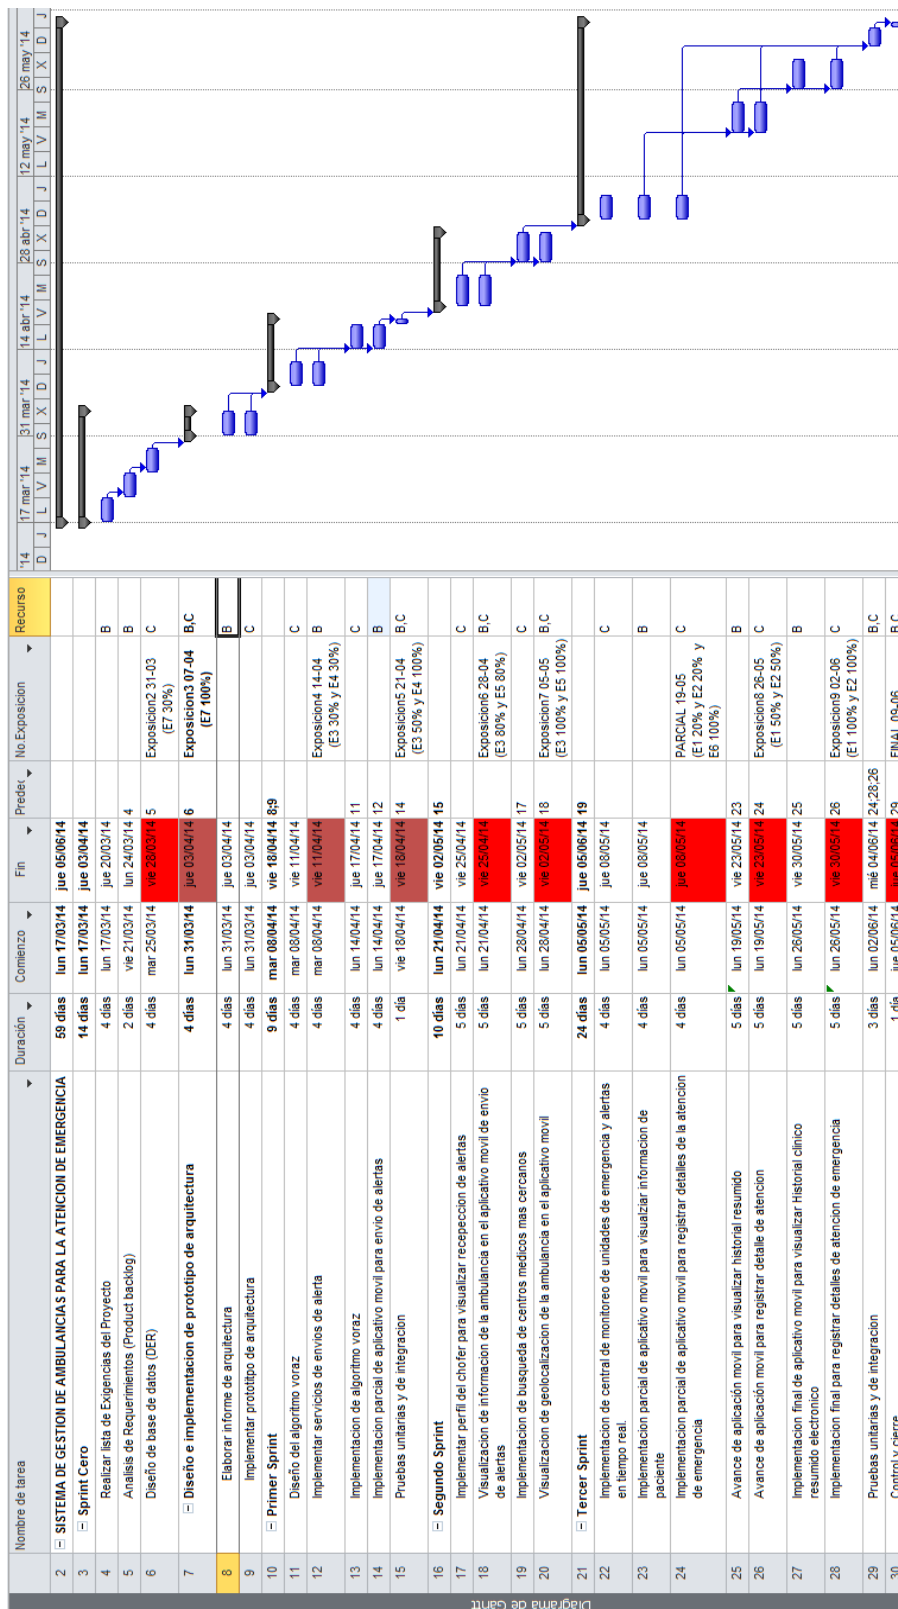 Nombre de tarea Duración Comienzo Fin Predec No.Exposicion Recurso
'14 17 mar '14 31 mar '14 14 abr '14 28 abr '14 12 may '14 26 may '14
D J L V M S X D J L V M S X D J L V M S X D J
2 SISTEMA DE GESTION DE AMBULANCIAS PARA LA ATENCION DE EMERGENCIA 59 días lun 17/03/14 jue 05/06/14
3 Sprint Cero 14 días lun 17/03/14 jue 03/04/14
4 Realizar lista de Exigencias del Proyecto 4 días lun 17/03/14 jue 20/03/14 B
5 Analisis de Requerimientos (Product backlog) 2 días vie 21/03/14 lun 24/03/14 4 B
6 Diseño de base de datos (DER) 4 días mar 25/03/14 vie 28/03/14 5 Exposicion2 31-03 C
(E7 30%)
7 Diseño e implementacion de prototipo de arquitectura 4 días lun 31/03/14 jue 03/04/14 6 Exposicion3 07-04 B,C
(E7 100%)
8 Elaborar informe de arquitectura 4 días lun 31/03/14 jue 03/04/14 B
9 Implementar prototitpo de arquitectura 4 días lun 31/03/14 jue 03/04/14 C
10 Primer Sprint 9 días mar 08/04/14 vie 18/04/14 8;9
11 Diseño del algoritmo voraz 4 días mar 08/04/14 vie 11/04/14 C
12 Implementar servicios de envios de alerta 4 días mar 08/04/14 vie 11/04/14 Exposicion4 14-04 B
(E3 30% y E4 30%)
13 Implementacion de algoritmo voraz 4 días lun 14/04/14 jue 17/04/14 11 C
14 Implementacion parcial de aplicativo movil para envio de alertas 4 días lun 14/04/14 jue 17/04/14 12 B
15 Pruebas unitarias y de integracion 1 día vie 18/04/14 vie 18/04/14 14 Exposicion5 21-04 B,C
(E3 50% y E4 100%)
16 Segundo Sprint 10 días lun 21/04/14 vie 02/05/14 15
17 Implementar perfil del chofer para visualizar recepeccion de alertas 5 días lun 21/04/14 vie 25/04/14 C
18 Visualizacion de informacion de la ambulancia en el aplicativo movil de envio 5 días lun 21/04/14 vie 25/04/14 Exposicion6 28-04 B,C
de alertas (E3 80% y E5 80%)
19 Implementacion de busqueda de centros medicos mas cercanos 5 días lun 28/04/14 vie 02/05/14 17 C
20 Visualizacion de geolocalizacion de la ambulancia en el aplicativo movil 5 días lun 28/04/14 vie 02/05/14 18 Exposicion7 05-05 B,C
(E3 100% y E5 100%)
21 Tercer Sprint 24 días lun 05/05/14 jue 05/06/14 19
22 Implementacion de central de monitoreo de unidades de emergencia y alertas 4 días lun 05/05/14 jue 08/05/14 C
en tiempo real.
23 Implementacion parcial de aplicativo movil para visualziar informacion de 4 días lun 05/05/14 jue 08/05/14 B
paciente
24 Implementacion parcial de aplicativo movil para registrar detalles de la atencion 4 días lun 05/05/14 jue 08/05/14 PARCIAL 19-05 C
de emergencia (E1 20% y E2 20% y
E6 100%)
25 Avance de aplicación movil para visualizar historial resumido 5 días lun 19/05/14 vie 23/05/14 23 B
26 Avance de aplicación movil para registrar detalle de atencion 5 días lun 19/05/14 vie 23/05/14 24 Exposicion8 26-05 C
(E1 50% y E2 50%)
27 Implementacion final de aplicativo movil para visualizar Historial clinico 5 días lun 26/05/14 vie 30/05/14 25 B
resumido electronico
28 Implementacion final para registrar detalles de atencion de emergencia 5 días lun 26/05/14 vie 30/05/14 26 Exposicion9 02-06 C
(E1 100% y E2 100%)
29 Pruebas unitarias y de integracion 3 días lun 02/06/14 mié 04/06/14 24;28;26 B,C
30 Control y cierre 1 día jue 05/06/14 jue 05/06/14 29 FINAL 09-06 B,C
Diagrama de Gantt